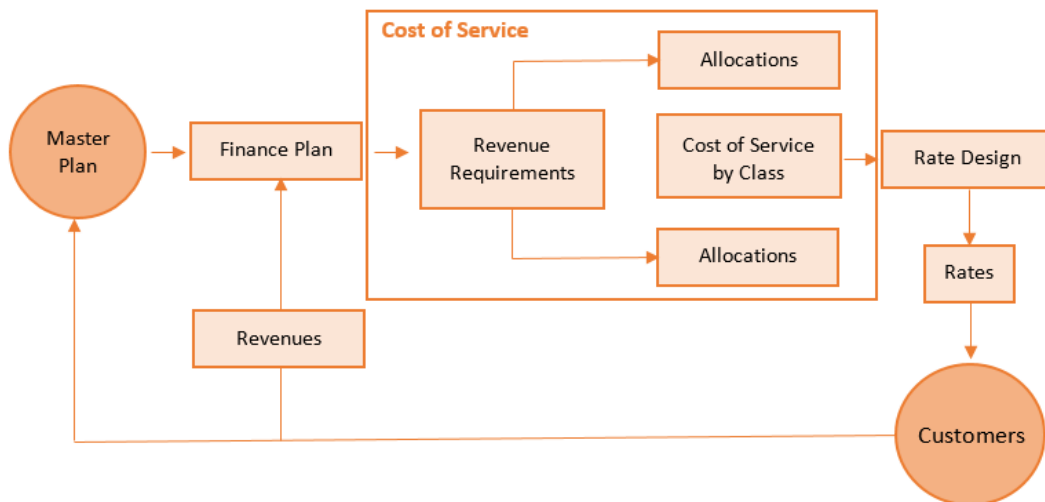 Cost of Service
Allocations
Master
Plan
Finance Plan
Revenue
Requirements
Cost of Service
by Class
Rate Design
Allocations
Rates
Revenues
Customers